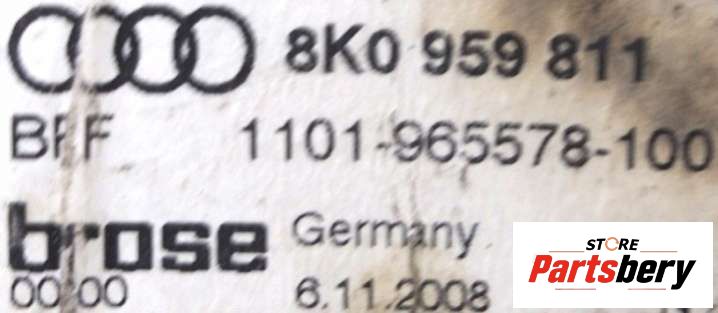 8K0 959 811
BFF 1101-965578-100
brose Germany
00:00 6.11.2008
STORE
Partsbery